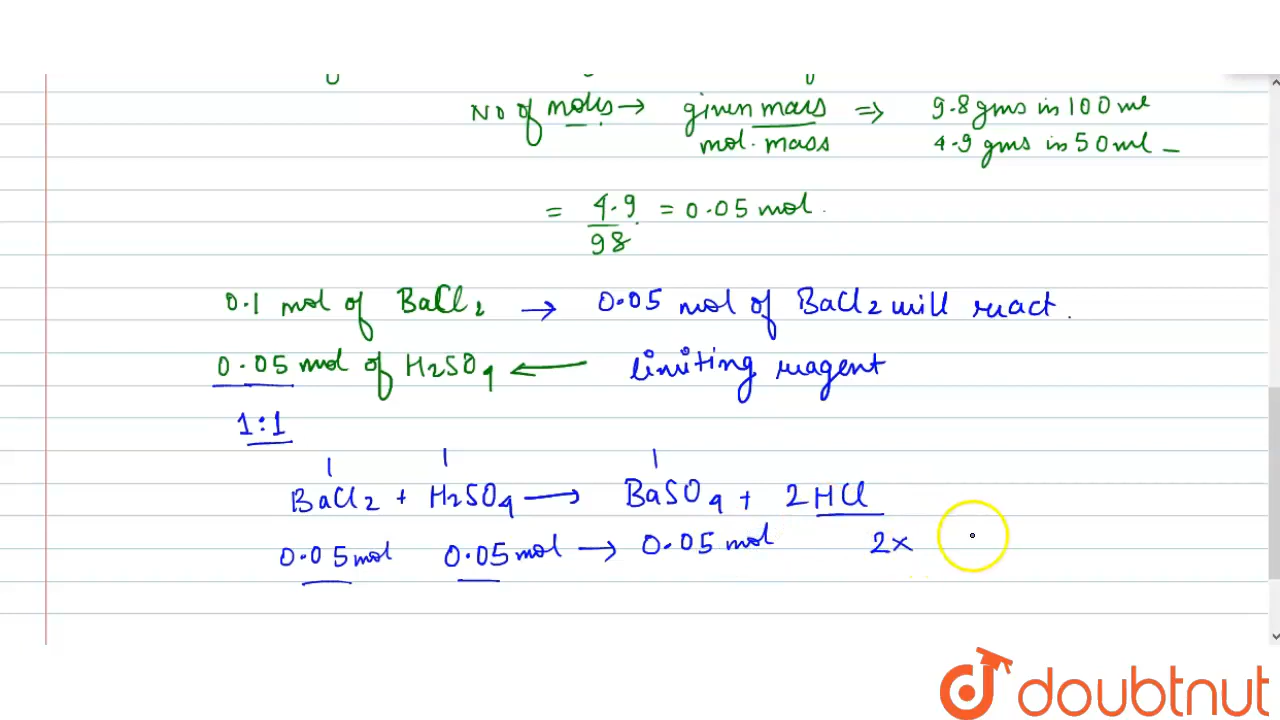 No of moles → given mass ⇒ 9.8 gms in 100 ml
mol. mass 4.9 gms in 50 ml -
= 4.9 = 0.05 mol.
98
0.1 mol of BaCl2 → 0.05 mol of BaCl2 will react.
0.05 mol of H2SO4 ← limiting reagent
1:1
1 1 1
BaCl2 + H2SO4 → BaSO4 + 2HCl
0.05 mol 0.05 mol → 0.05 mol 2x
doubtnut